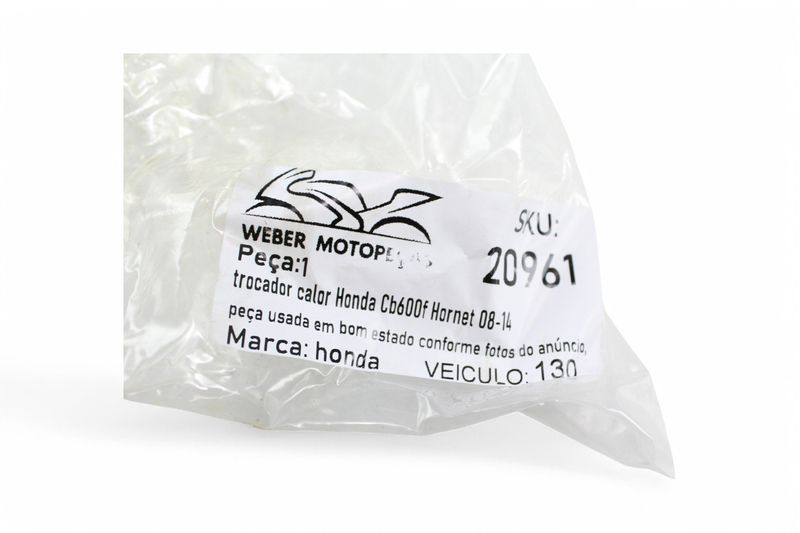 WEBER MOTOPEÇAS
SKU:
20961
Peça:1
trocador calor Honda Cb600f Hornet 08-14
peça usada em bom estado conforme fotos do anúncio,
Marca: honda
VEICULO: 130